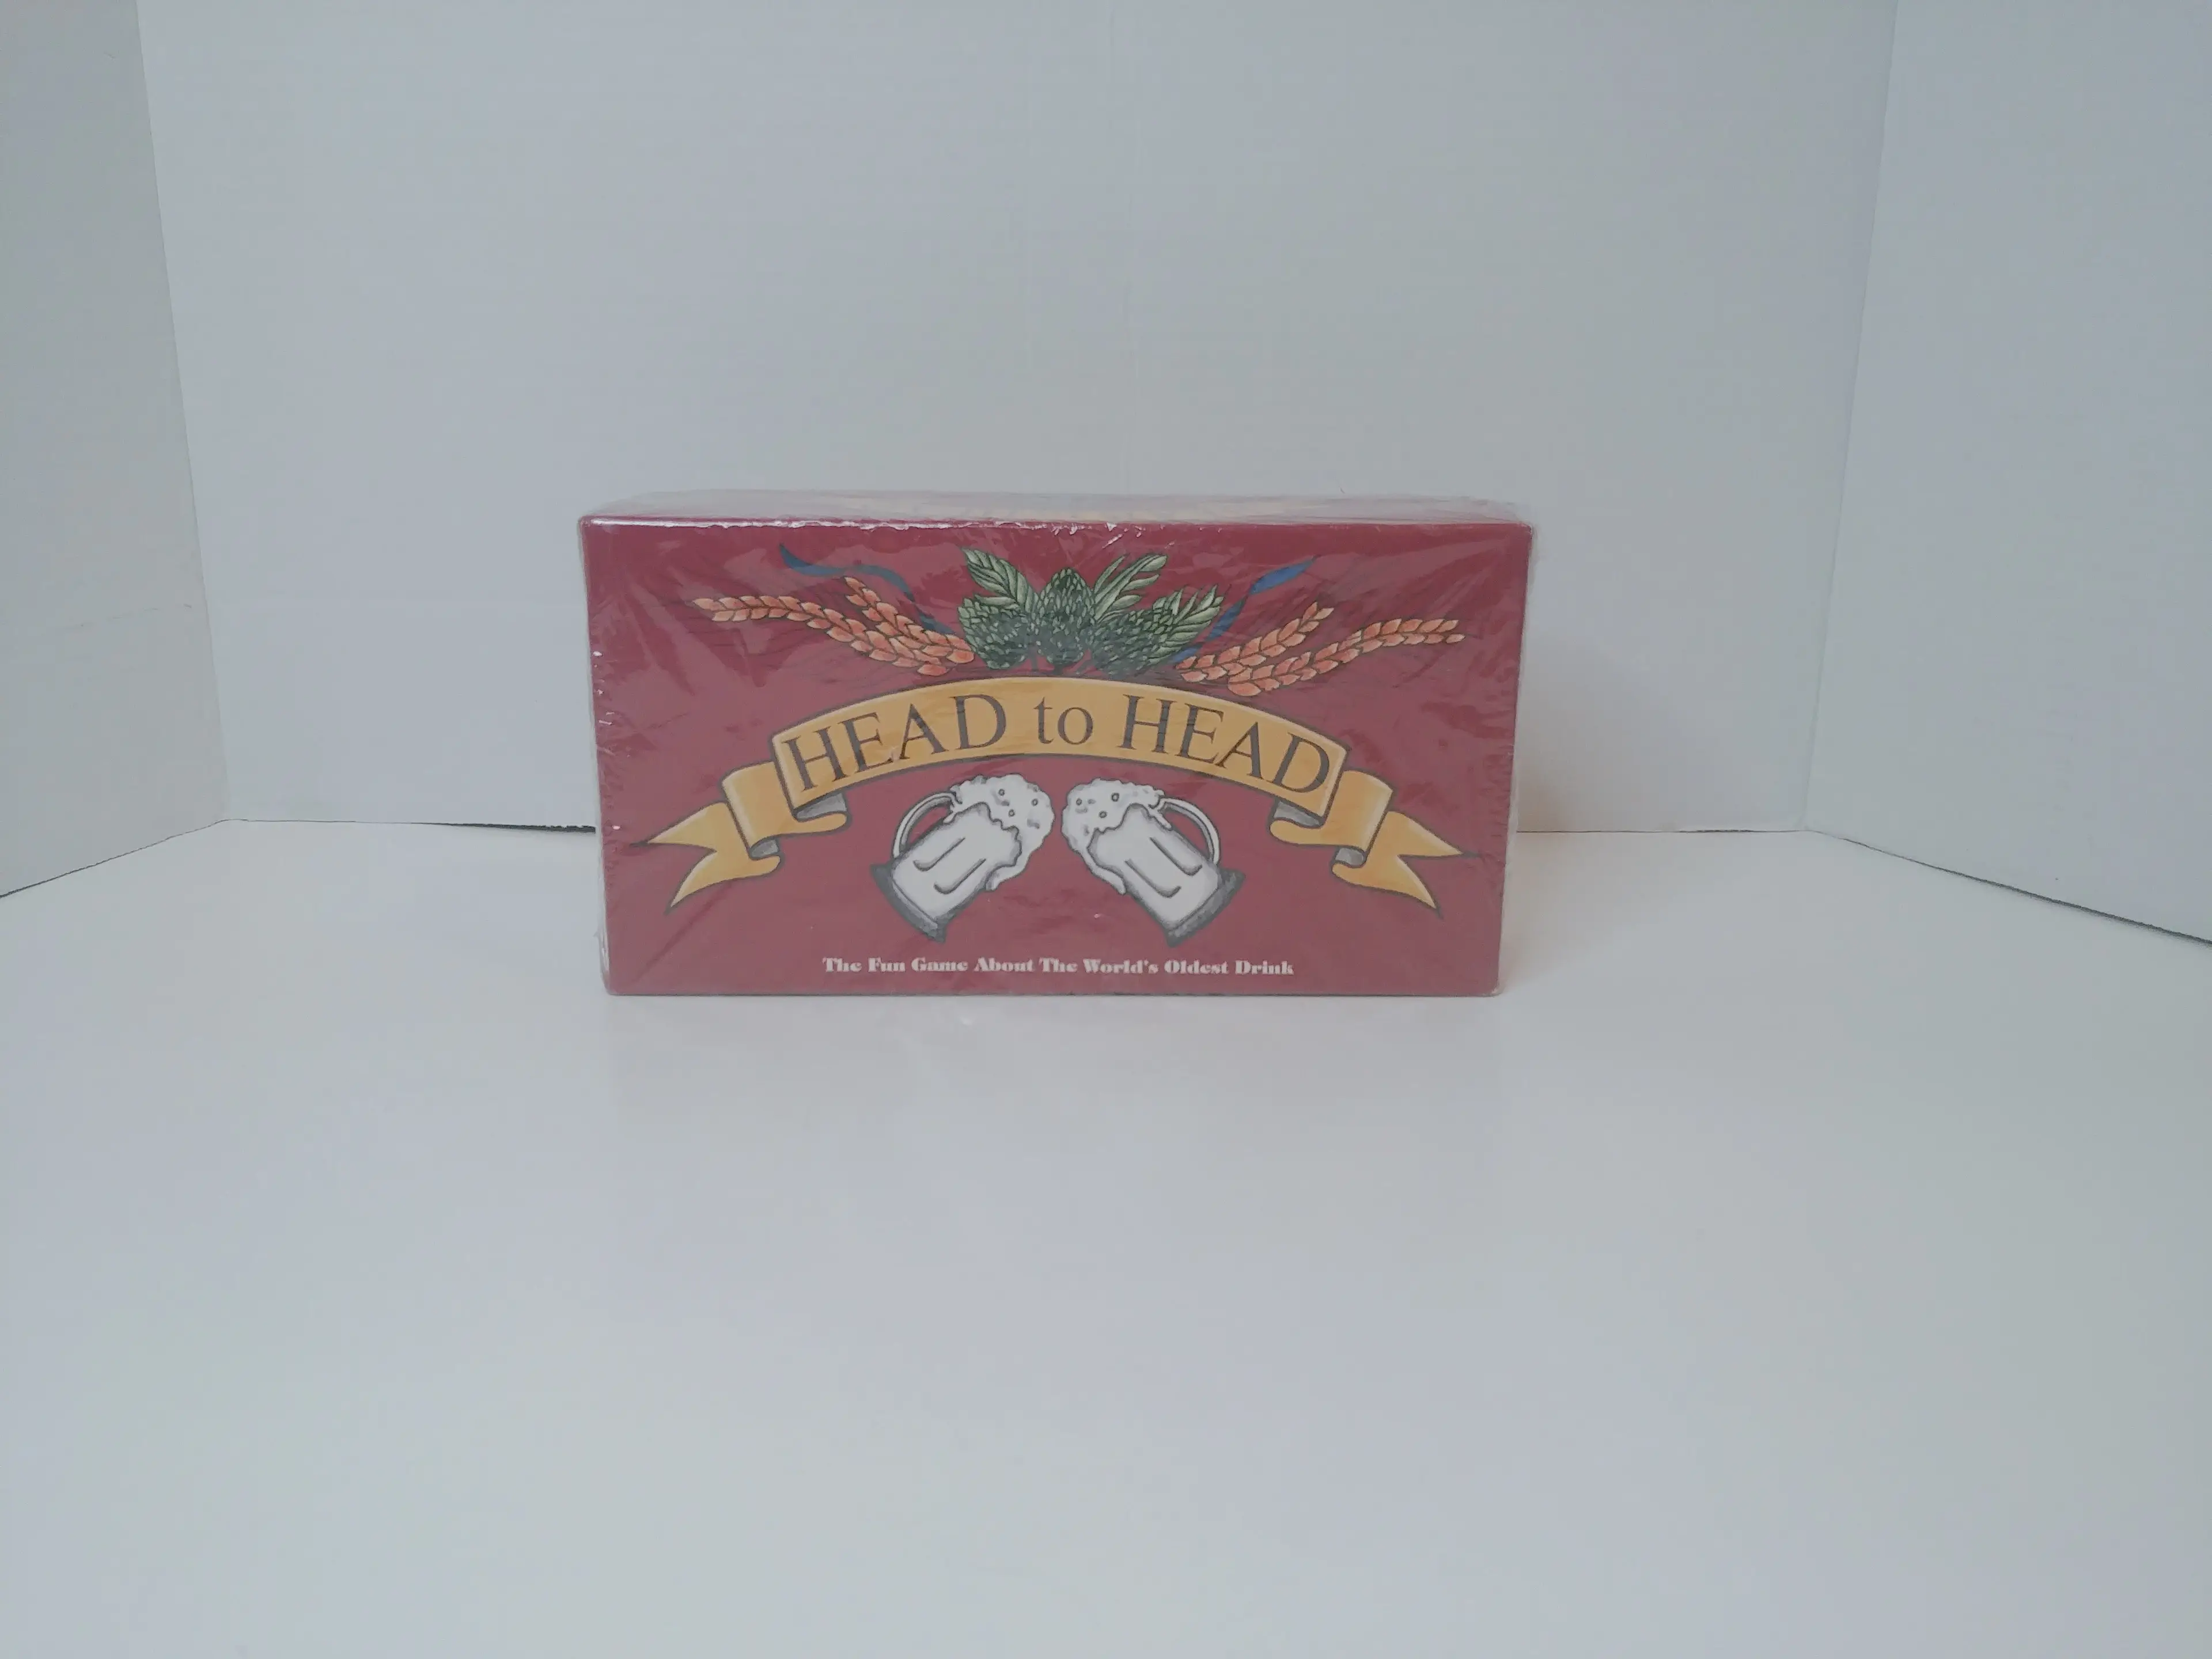 HEAD to HEAD
The Fun Game About The World's Oldest Drink